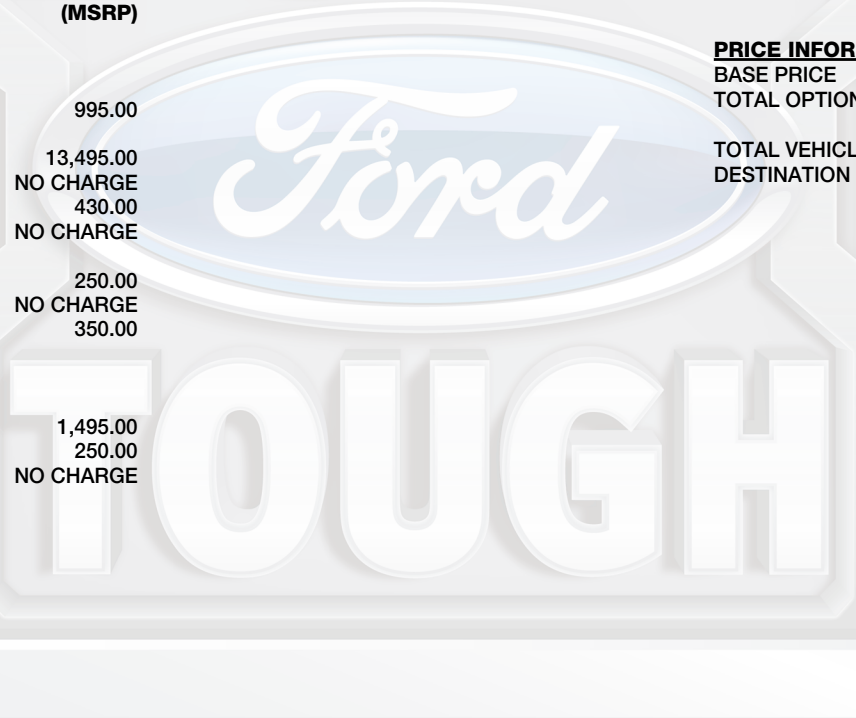 (MSRP)
995.00
13,495.00
NO CHARGE
430.00
NO CHARGE
250.00
NO CHARGE
350.00
1,495.00
250.00
NO CHARGE
PRICE INFOR
BASE PRICE
TOTAL OPTION
TOTAL VEHICL
DESTINATION
Ford
TOUGH